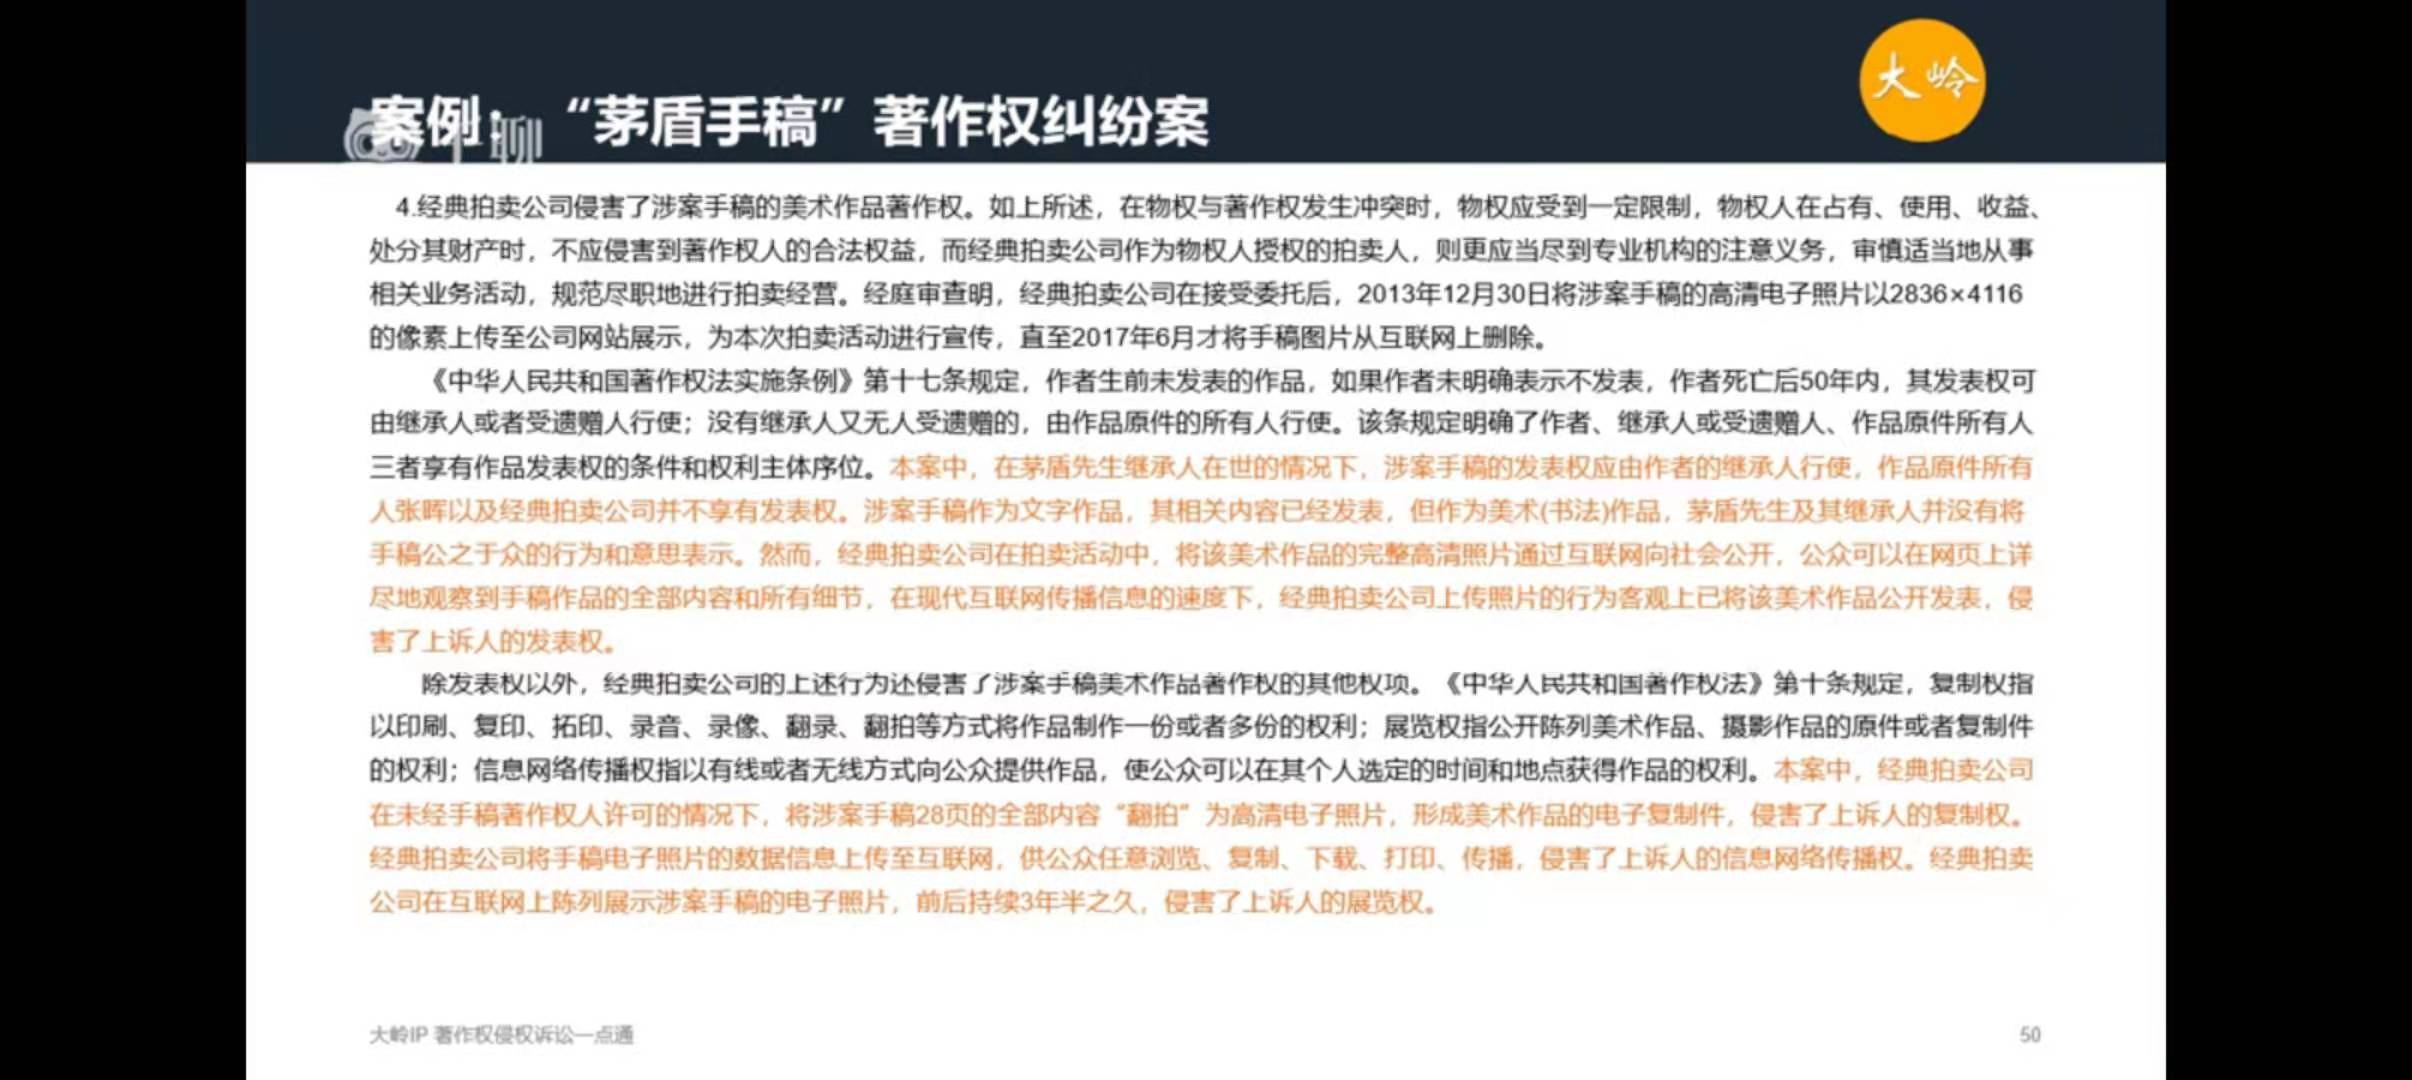 大岭
案例：“茅盾手稿”著作权纠纷案
4.经典拍卖公司侵害了涉案手稿的美术作品著作权。如上所述，在物权与著作权发生冲突时，物权应受到一定限制，物权人在占有、使用、收益、
处分其财产时，不应侵害到著作权人的合法权益，而经典拍卖公司作为物权人授权的拍卖人，则更应当尽到专业机构的注意义务，审慎适当地从事
相关业务活动，规范尽职地进行拍卖经营。经庭审查明，经典拍卖公司在接受委托后，2013年12月30日将涉案手稿的高清电子照片以2836×4116
的像素上传至公司网站展示，为本次拍卖活动进行宣传，直至2017年6月才将手稿图片从互联网上删除。
《中华人民共和国著作权法实施条例》第十七条规定，作者生前未发表的作品，如果作者未明确表示不发表，作者死亡后50年内，其发表权可
由继承人或者受遗赠人行使；没有继承人又无人受遗赠的，由作品原件的所有人行使。该条规定明确了作者、继承人或受遗赠人、作品原件所有人
三者享有作品发表权的条件和权利主体序位。本案中，在茅盾先生继承人在世的情况下，涉案手稿的发表权应由作者的继承人行使，作品原件所有
人张晖以及经典拍卖公司并不享有发表权。涉案手稿作为文字作品，其相关内容已经发表，但作为美术(书法)作品，茅盾先生及其继承人并没有将
手稿公之于众的行为和意思表示。然而，经典拍卖公司在拍卖活动中，将该美术作品的完整高清照片通过互联网向社会公开，公众可以在网页上详
尽地观察到手稿作品的全部内容和所有细节，在现代互联网传播信息的速度下，经典拍卖公司上传照片的行为客观上已将该美术作品公开发表，侵
害了上诉人的发表权。
除发表权以外，经典拍卖公司的上述行为还侵害了涉案手稿美术作品著作权的其他权项。《中华人民共和国著作权法》第十条规定，复制权指
以印刷、复印、拓印、录音、录像、翻录、翻拍等方式将作品制作一份或者多份的权利；展览权指公开陈列美术作品、摄影作品的原件或者复制件
的权利；信息网络传播权指以有线或者无线方式向公众提供作品，使公众可以在其个人选定的时间和地点获得作品的权利。本案中，经典拍卖公司
在未经手稿著作权人许可的情况下，将涉案手稿28页的全部内容“翻拍”为高清电子照片，形成美术作品的电子复制件，侵害了上诉人的复制权。
经典拍卖公司将手稿电子照片的数据信息上传至互联网，供公众任意浏览、复制、下载、打印、传播，侵害了上诉人的信息网络传播权。经典拍卖
公司在互联网上陈列展示涉案手稿的电子照片，前后持续3年半之久，侵害了上诉人的展览权。
大岭IP 著作权侵权诉讼一点通
50